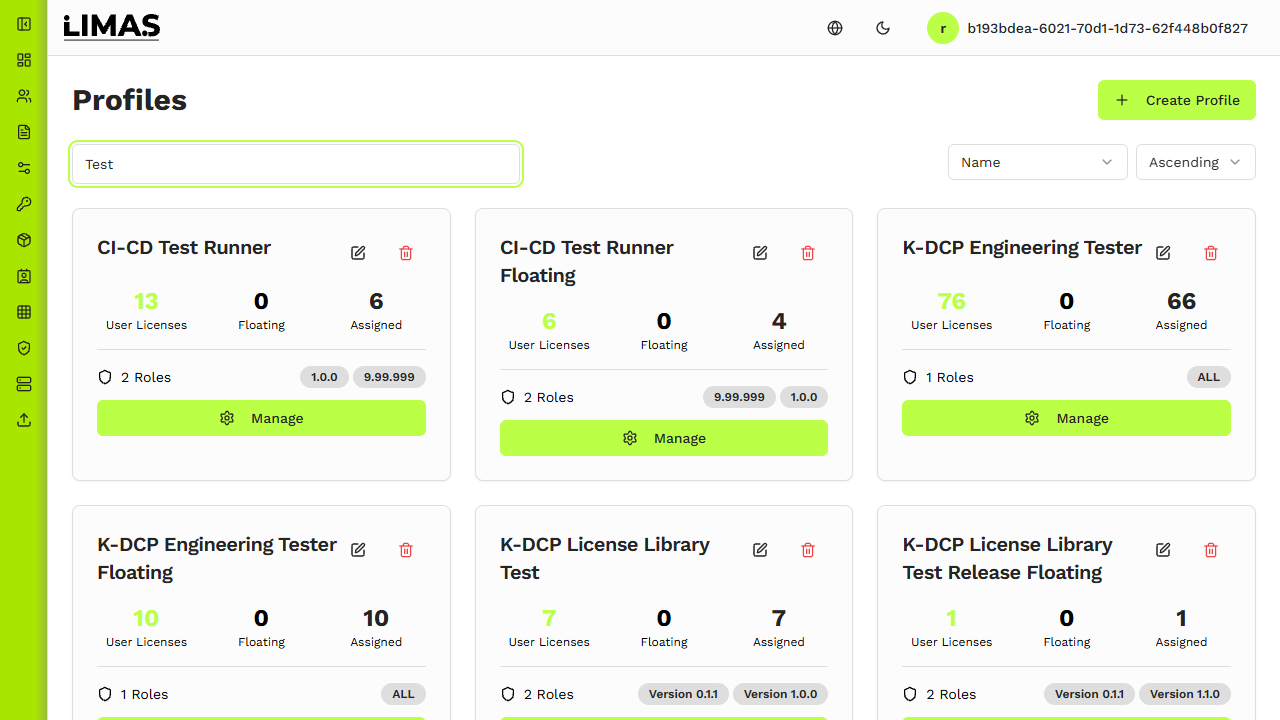 LIMAS
r
b193bdea-6021-70d1-1d73-62f448b0f827
Profiles
Create Profile
Test
Name
Ascending
CI-CD Test Runner
13
0
6
User Licenses
Floating
Assigned
2 Roles
1.0.0
9.99.999
Manage
CI-CD Test Runner
Floating
6
0
4
User Licenses
Floating
Assigned
2 Roles
9.99.999
1.0.0
Manage
K-DCP Engineering Tester
76
0
66
User Licenses
Floating
Assigned
1 Roles
ALL
Manage
K-DCP Engineering Tester
Floating
10
0
10
User Licenses
Floating
Assigned
1 Roles
ALL
K-DCP License Library
Test
7
0
7
User Licenses
Floating
Assigned
2 Roles
Version 0.1.1
Version 1.0.0
K-DCP License Library
Test Release Floating
1
0
1
User Licenses
Floating
Assigned
2 Roles
Version 0.1.1
Version 1.1.0